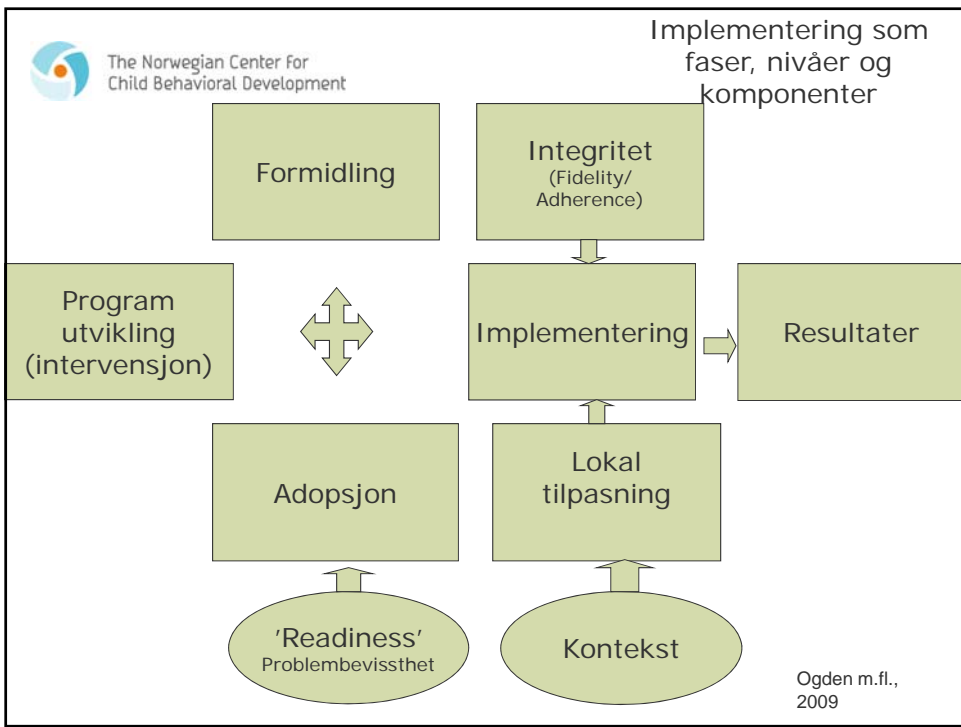 The Norwegian Center for
Child Behavioral Development
Implementering som
faser, nivåer og
komponenter
Formidling
Integritet
(Fidelity/
Adherence)
Program
utvikling
(intervensjon)
Implementering
Resultater
Adopsjon
Lokal
tilpasning
'Readiness'
Problembevissthet
Kontekst
Ogden m.fl.,
2009